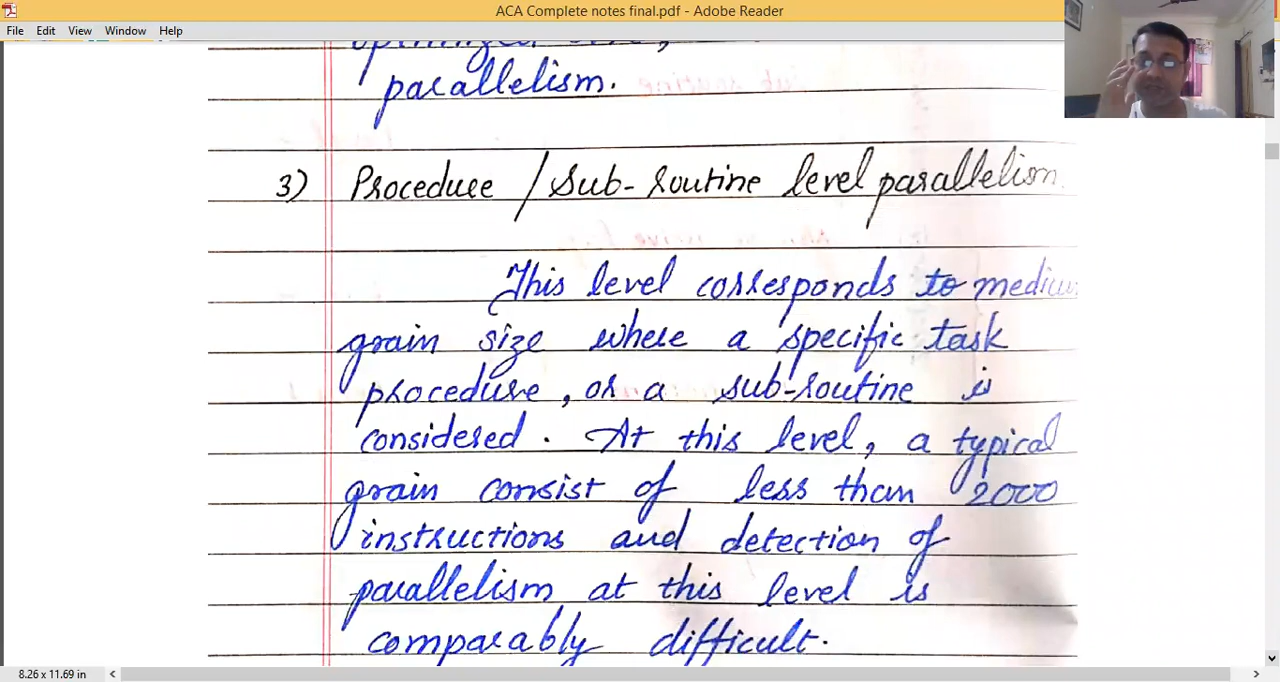 ACA Complete notes final.pdf - Adobe Reader
File Edit View Window Help
parallelism.
3) Procedure / Sub-routine level parallelism.
This level corresponds to medium
grain size where a specific task
procedure, or a sub-routine is
considered. At this level, a typical
grain consist of less than 2000
instructions and detection of
parallelism at this level is
comparably difficult.
8.26 x 11.69 in